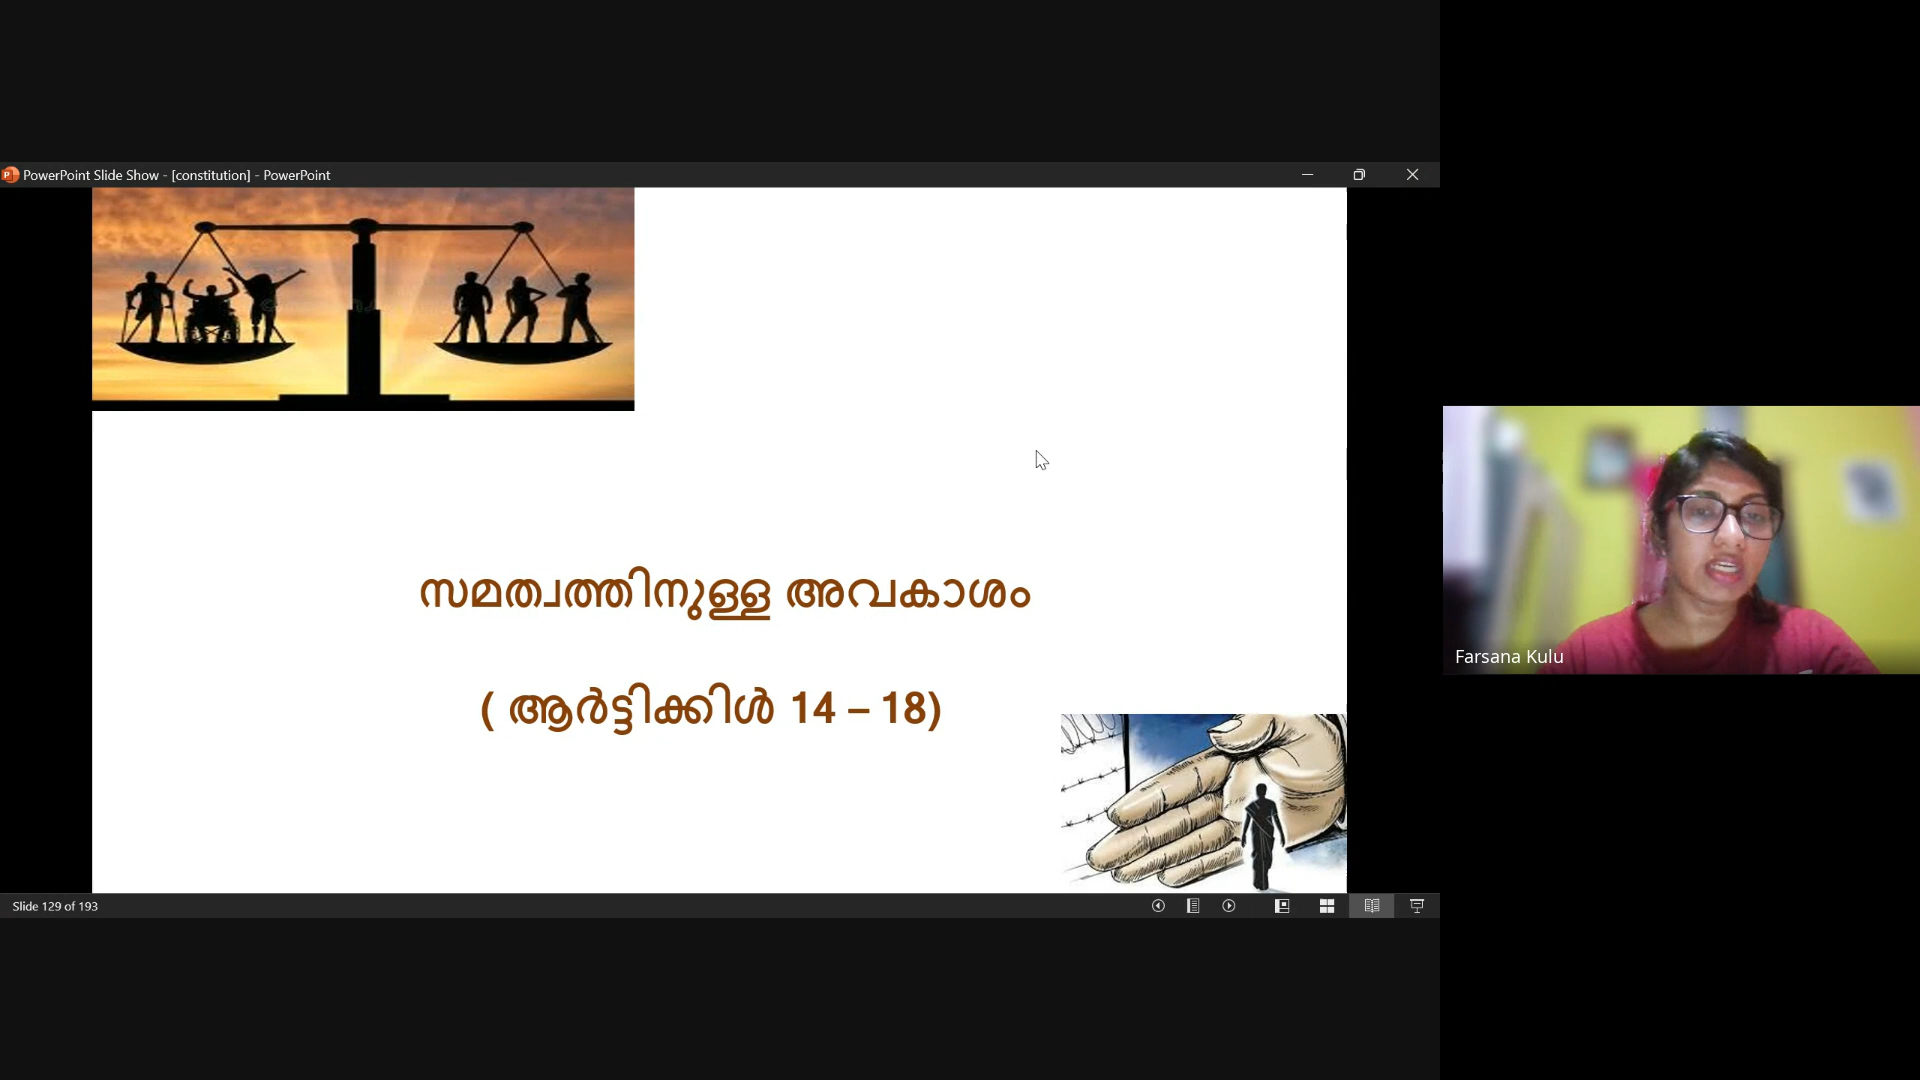 PowerPoint Slide Show - [constitution] - PowerPoint
സമത്വത്തിനുള്ള അവകാശം
( ആർട്ടിക്കിൾ 14 – 18)
Farsana Kulu
Slide 129 of 193